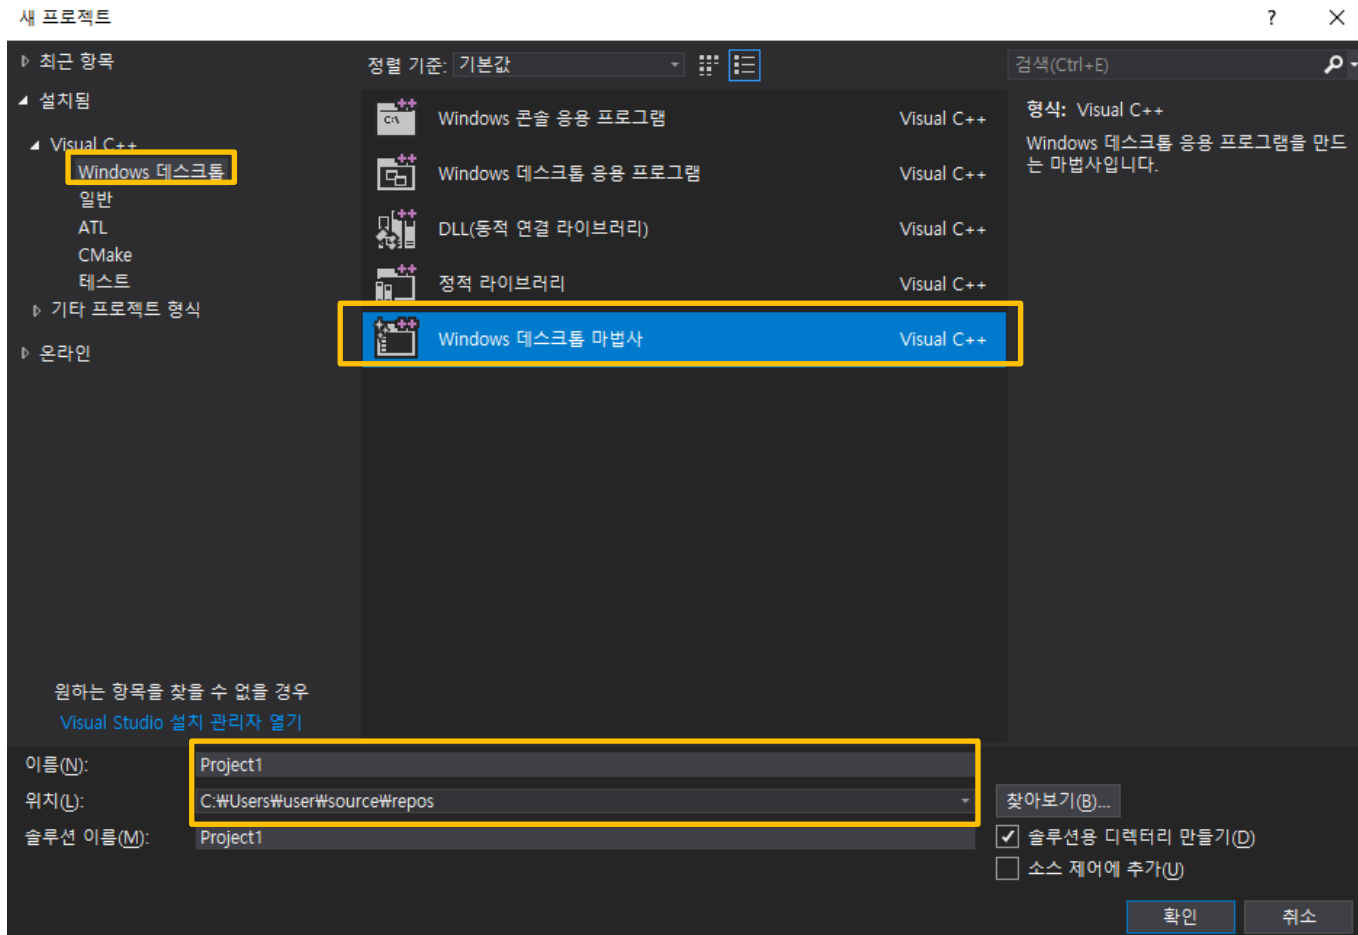 새 프로젝트
? 
최근 항목
설치됨
Visual C++
Windows 데스크톱
일반
ATL
CMake
테스트
기타 프로젝트 형식
온라인
원하는 항목을 찾을 수 없을 경우
Visual Studio 설치 관리자 열기
정렬 기준: 기본값
Windows 콘솔 응용 프로그램 Visual C++
Windows 데스크톱 응용 프로그램 Visual C++
DLL(동적 연결 라이브러리) Visual C++
정적 라이브러리 Visual C++
Windows 데스크톱 마법사 Visual C++
검색(Ctrl+E)
형식: Visual C++
Windows 데스크톱 응용 프로그램을 만드
는 마법사입니다.
이름(N): Project1
위치(L): C:₩Users₩user₩source₩repos
찾아보기(B)...
솔루션 이름(M): Project1
솔루션용 디렉터리 만들기(D)
소스 제어에 추가(U)
확인 취소